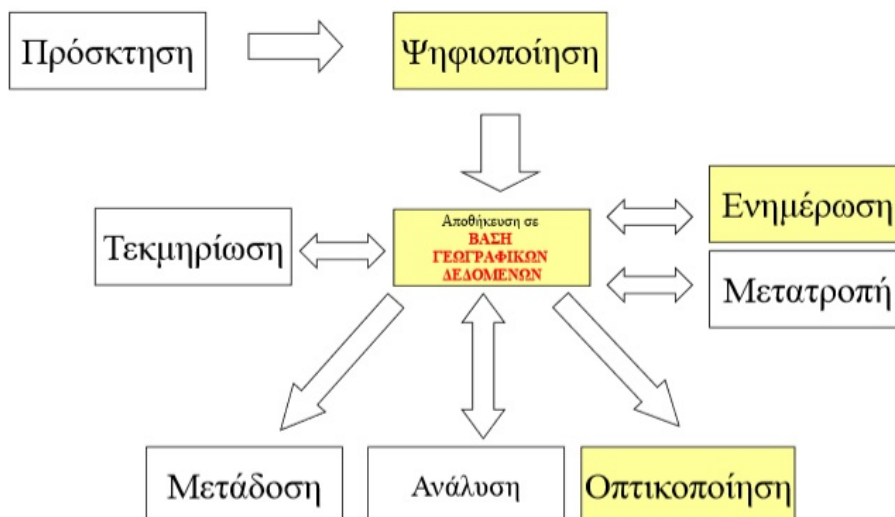 Πρόσκτηση
Ψηφιοποίηση
Αποθήκευση σε
ΒΑΣΗ
ΓΕΩΓΡΑΦΙΚΩΝ
ΔΕΔΟΜΕΝΩΝ
Ενημέρωση
Τεκμηρίωση
Μετατροπή
Μετάδοση
Ανάλυση
Οπτικοποίηση